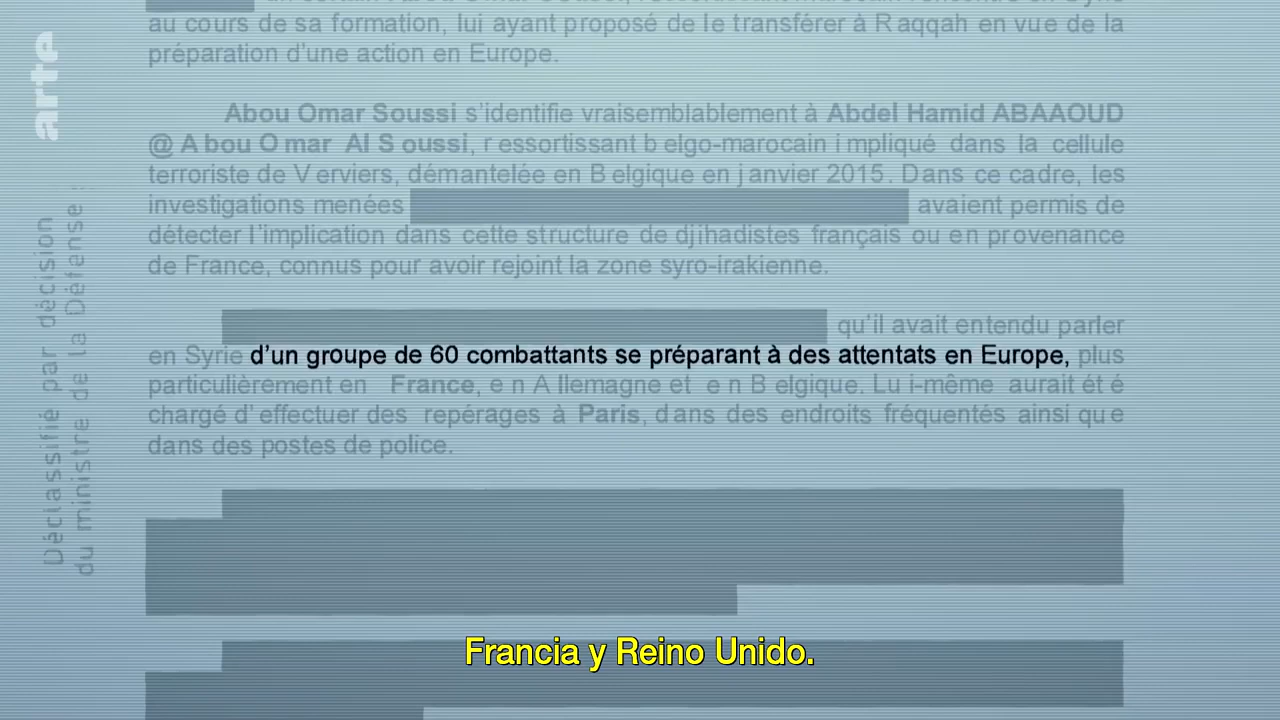 au cours de sa formation, lui ayant proposé de le transférer à Raqqah en vue de la
préparation d'une action en Europe.
Abou Omar Soussi s'identifie vraisemblablement à Abdel Hamid ABAAOUD
@ Abou Omar Al Soussi, ressortissant belgo-marocain impliqué dans la cellule
terroriste de Verviers, démantelée en Belgique en janvier 2015. Dans ce cadre, les
investigations menées avaient permis de
détecter l'implication dans cette structure de djihadistes français ou en provenance
de France, connus pour avoir rejoint la zone syro-irakienne.
qu'il avait entendu parler
en Syrie d'un groupe de 60 combattants se préparant à des attentats en Europe, plus
particulièrement en France, en Allemagne et en Belgique. Lui-même aurait été
chargé d'effectuer des repérages à Paris, dans des endroits fréquentés ainsi que
dans des postes de police.
arte
Déclassifié par décision
du ministre de la Défense
Francia y Reino Unido.